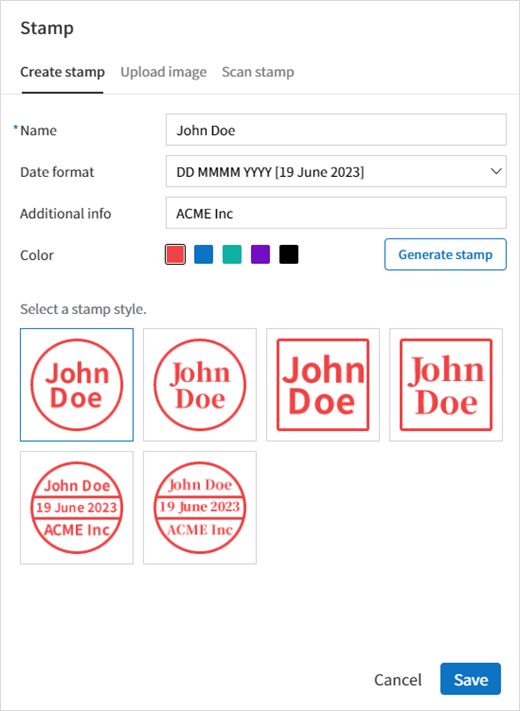 Stamp
Create stamp Upload image Scan stamp
*Name John Doe
Date format DD MMMM YYYY [19 June 2023]
Additional info ACME Inc
Color Generate stamp
Select a stamp style.
John
Doe
John
Doe
John
Doe
John
Doe
John Doe
19 June 2023
ACME Inc
John Doe
19 June 2023
ACME Inc
Cancel Save